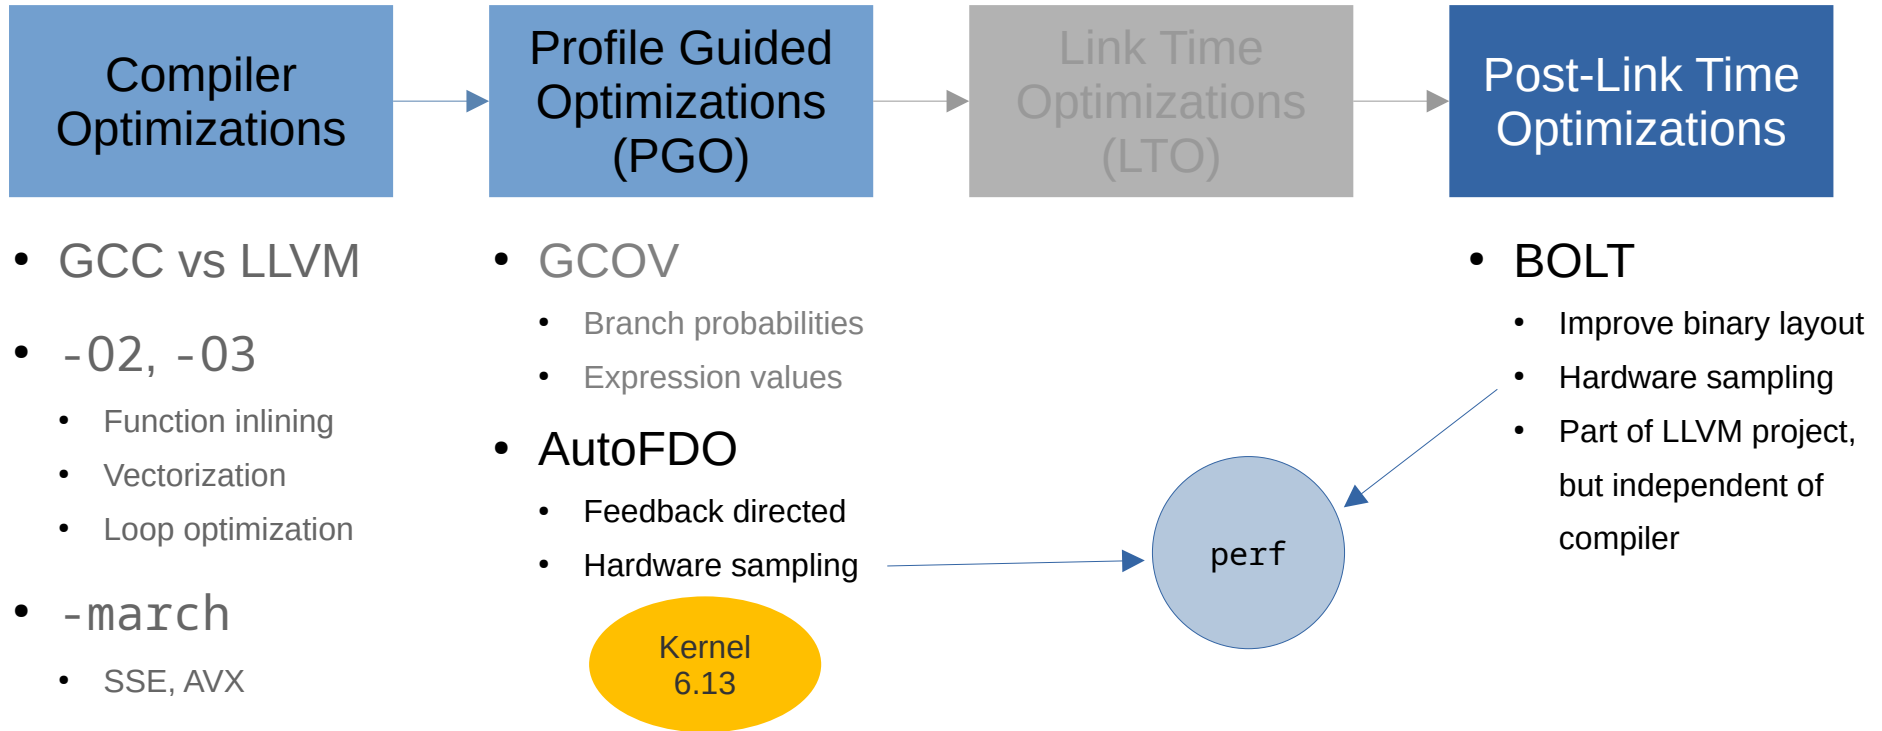 Compiler
Optimizations
Profile Guided
Optimizations
(PGO)
Link Time
Optimizations
(LTO)
Post-Link Time
Optimizations
• GCC vs LLVM
• -O2, -O3
• Function inlining
• Vectorization
• Loop optimization
• -march
• SSE, AVX
• GCOV
• Branch probabilities
• Expression values
• AutoFDO
• Feedback directed
• Hardware sampling
Kernel
6.13
perf
• BOLT
• Improve binary layout
• Hardware sampling
• Part of LLVM project,
but independent of
compiler